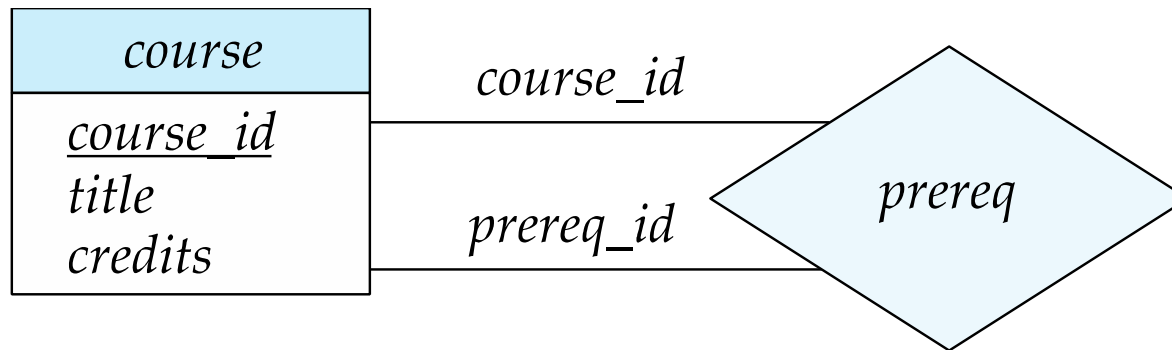 course
course_id
title
credits
course_id
prereq_id
prereq